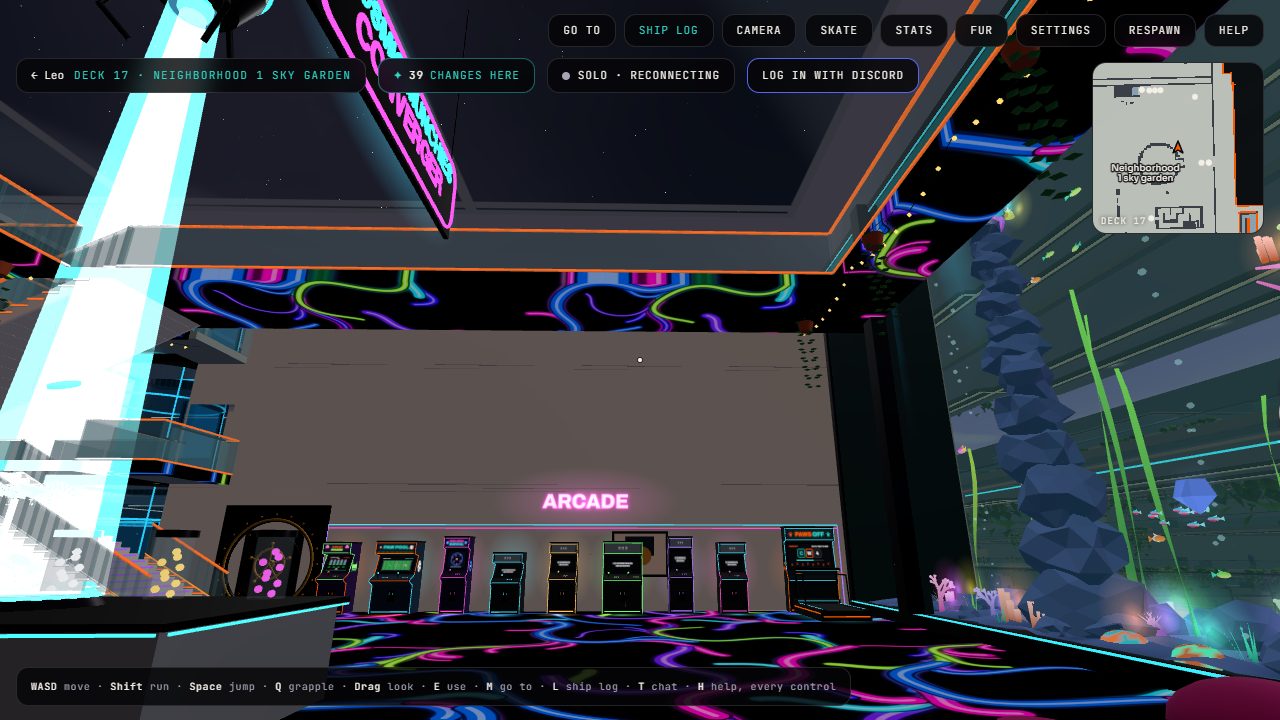 GO TO
SHIP LOG
CAMERA
SKATE
STATS
FUR
SETTINGS
RESPAWN
HELP
← Leo DECK 17 · NEIGHBORHOOD 1 SKY GARDEN
✦ 39 CHANGES HERE
SOLO · RECONNECTING
LOG IN WITH DISCORD
Neighborhood
1 sky garden
DECK 17
ARCADE
PAWS OFF
WASD move · Shift run · Space jump · Q grapple · Drag look · E use · M go to · L ship log · T chat · H help, every control